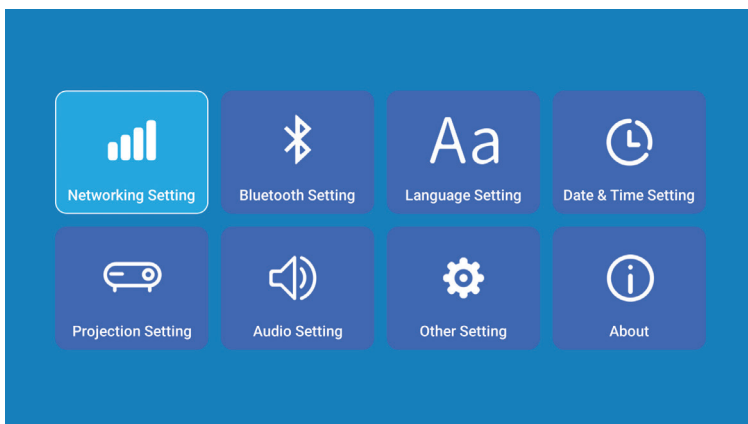 Networking Setting
Bluetooth Setting
Aa
Language Setting
Date & Time Setting
Projection Setting
Audio Setting
Other Setting
About